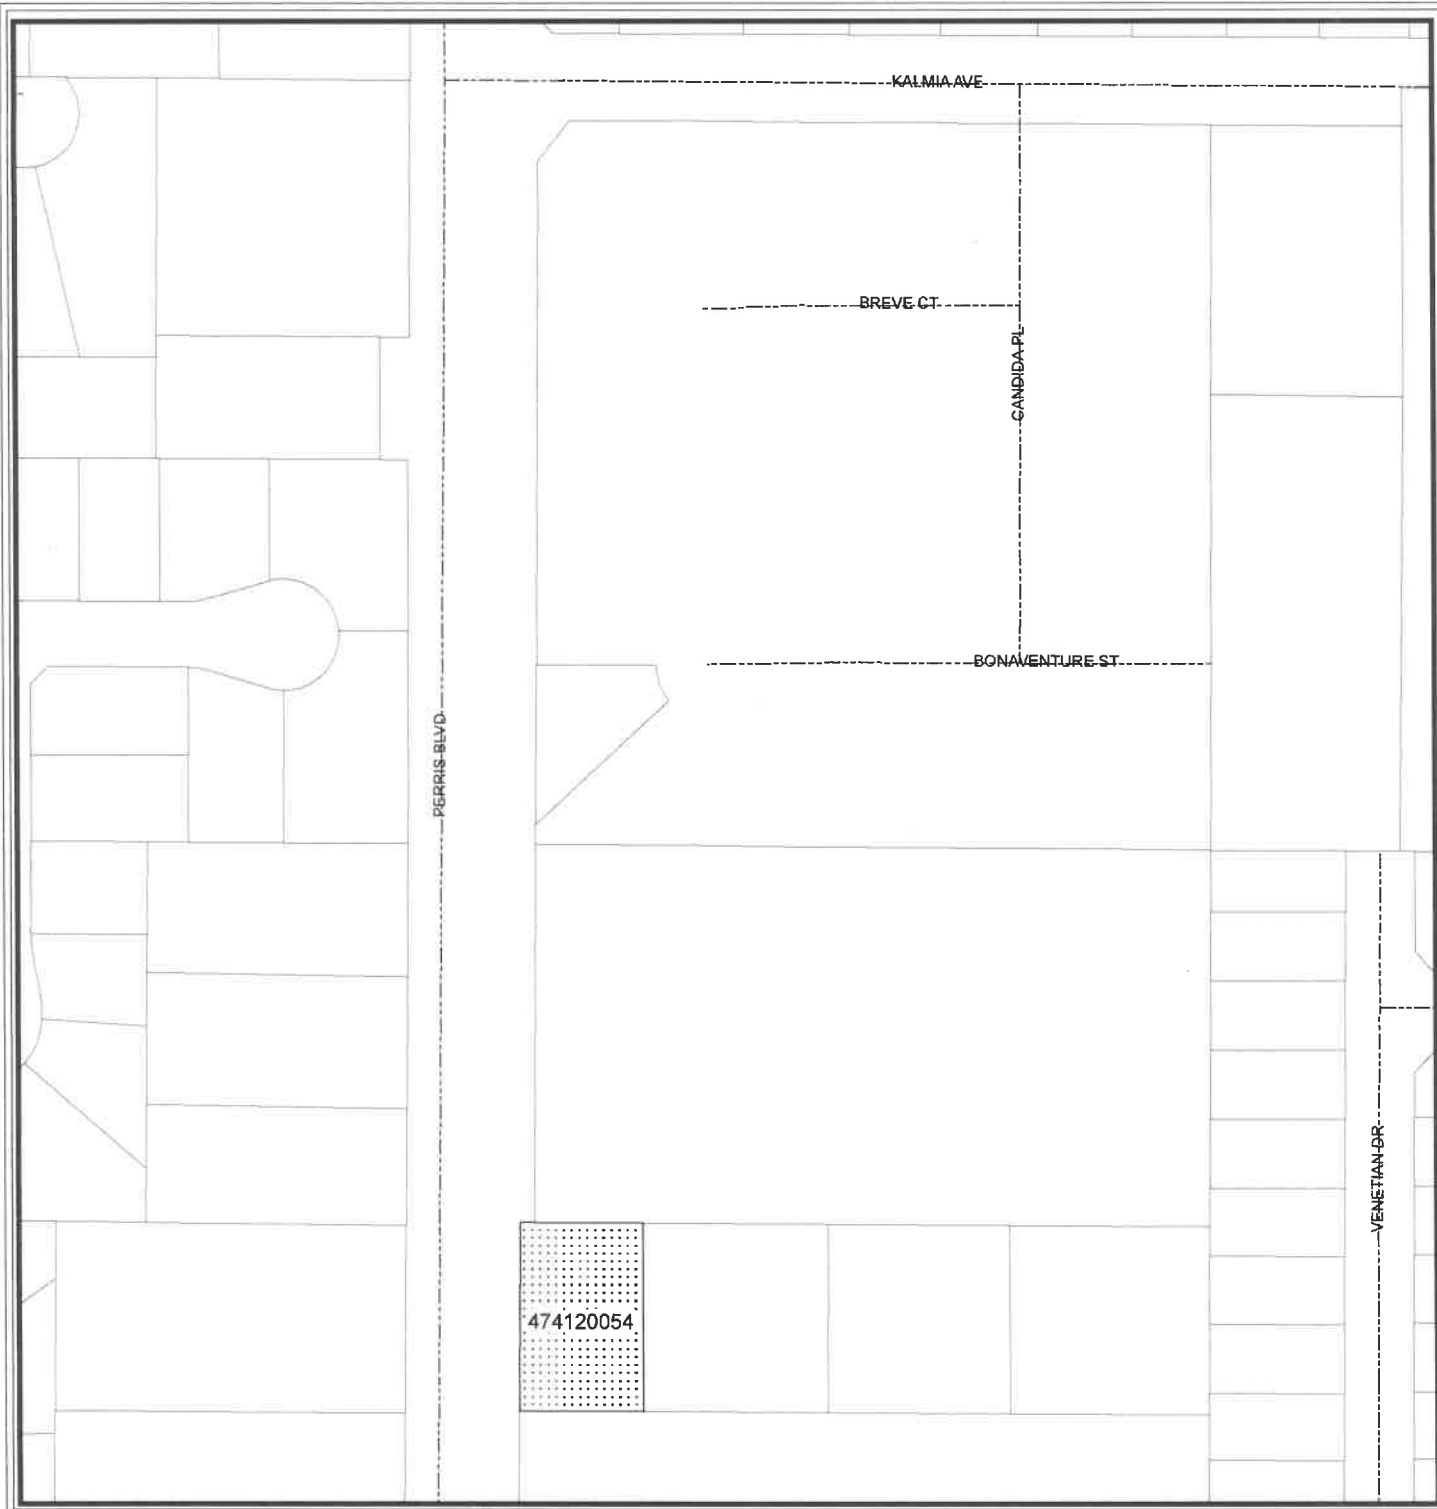 KALMIA AVE
BREVE CT
CANDIDA PL
BONAVENTURE ST
PERRIS BLVD
VENETIAN DR
474120054